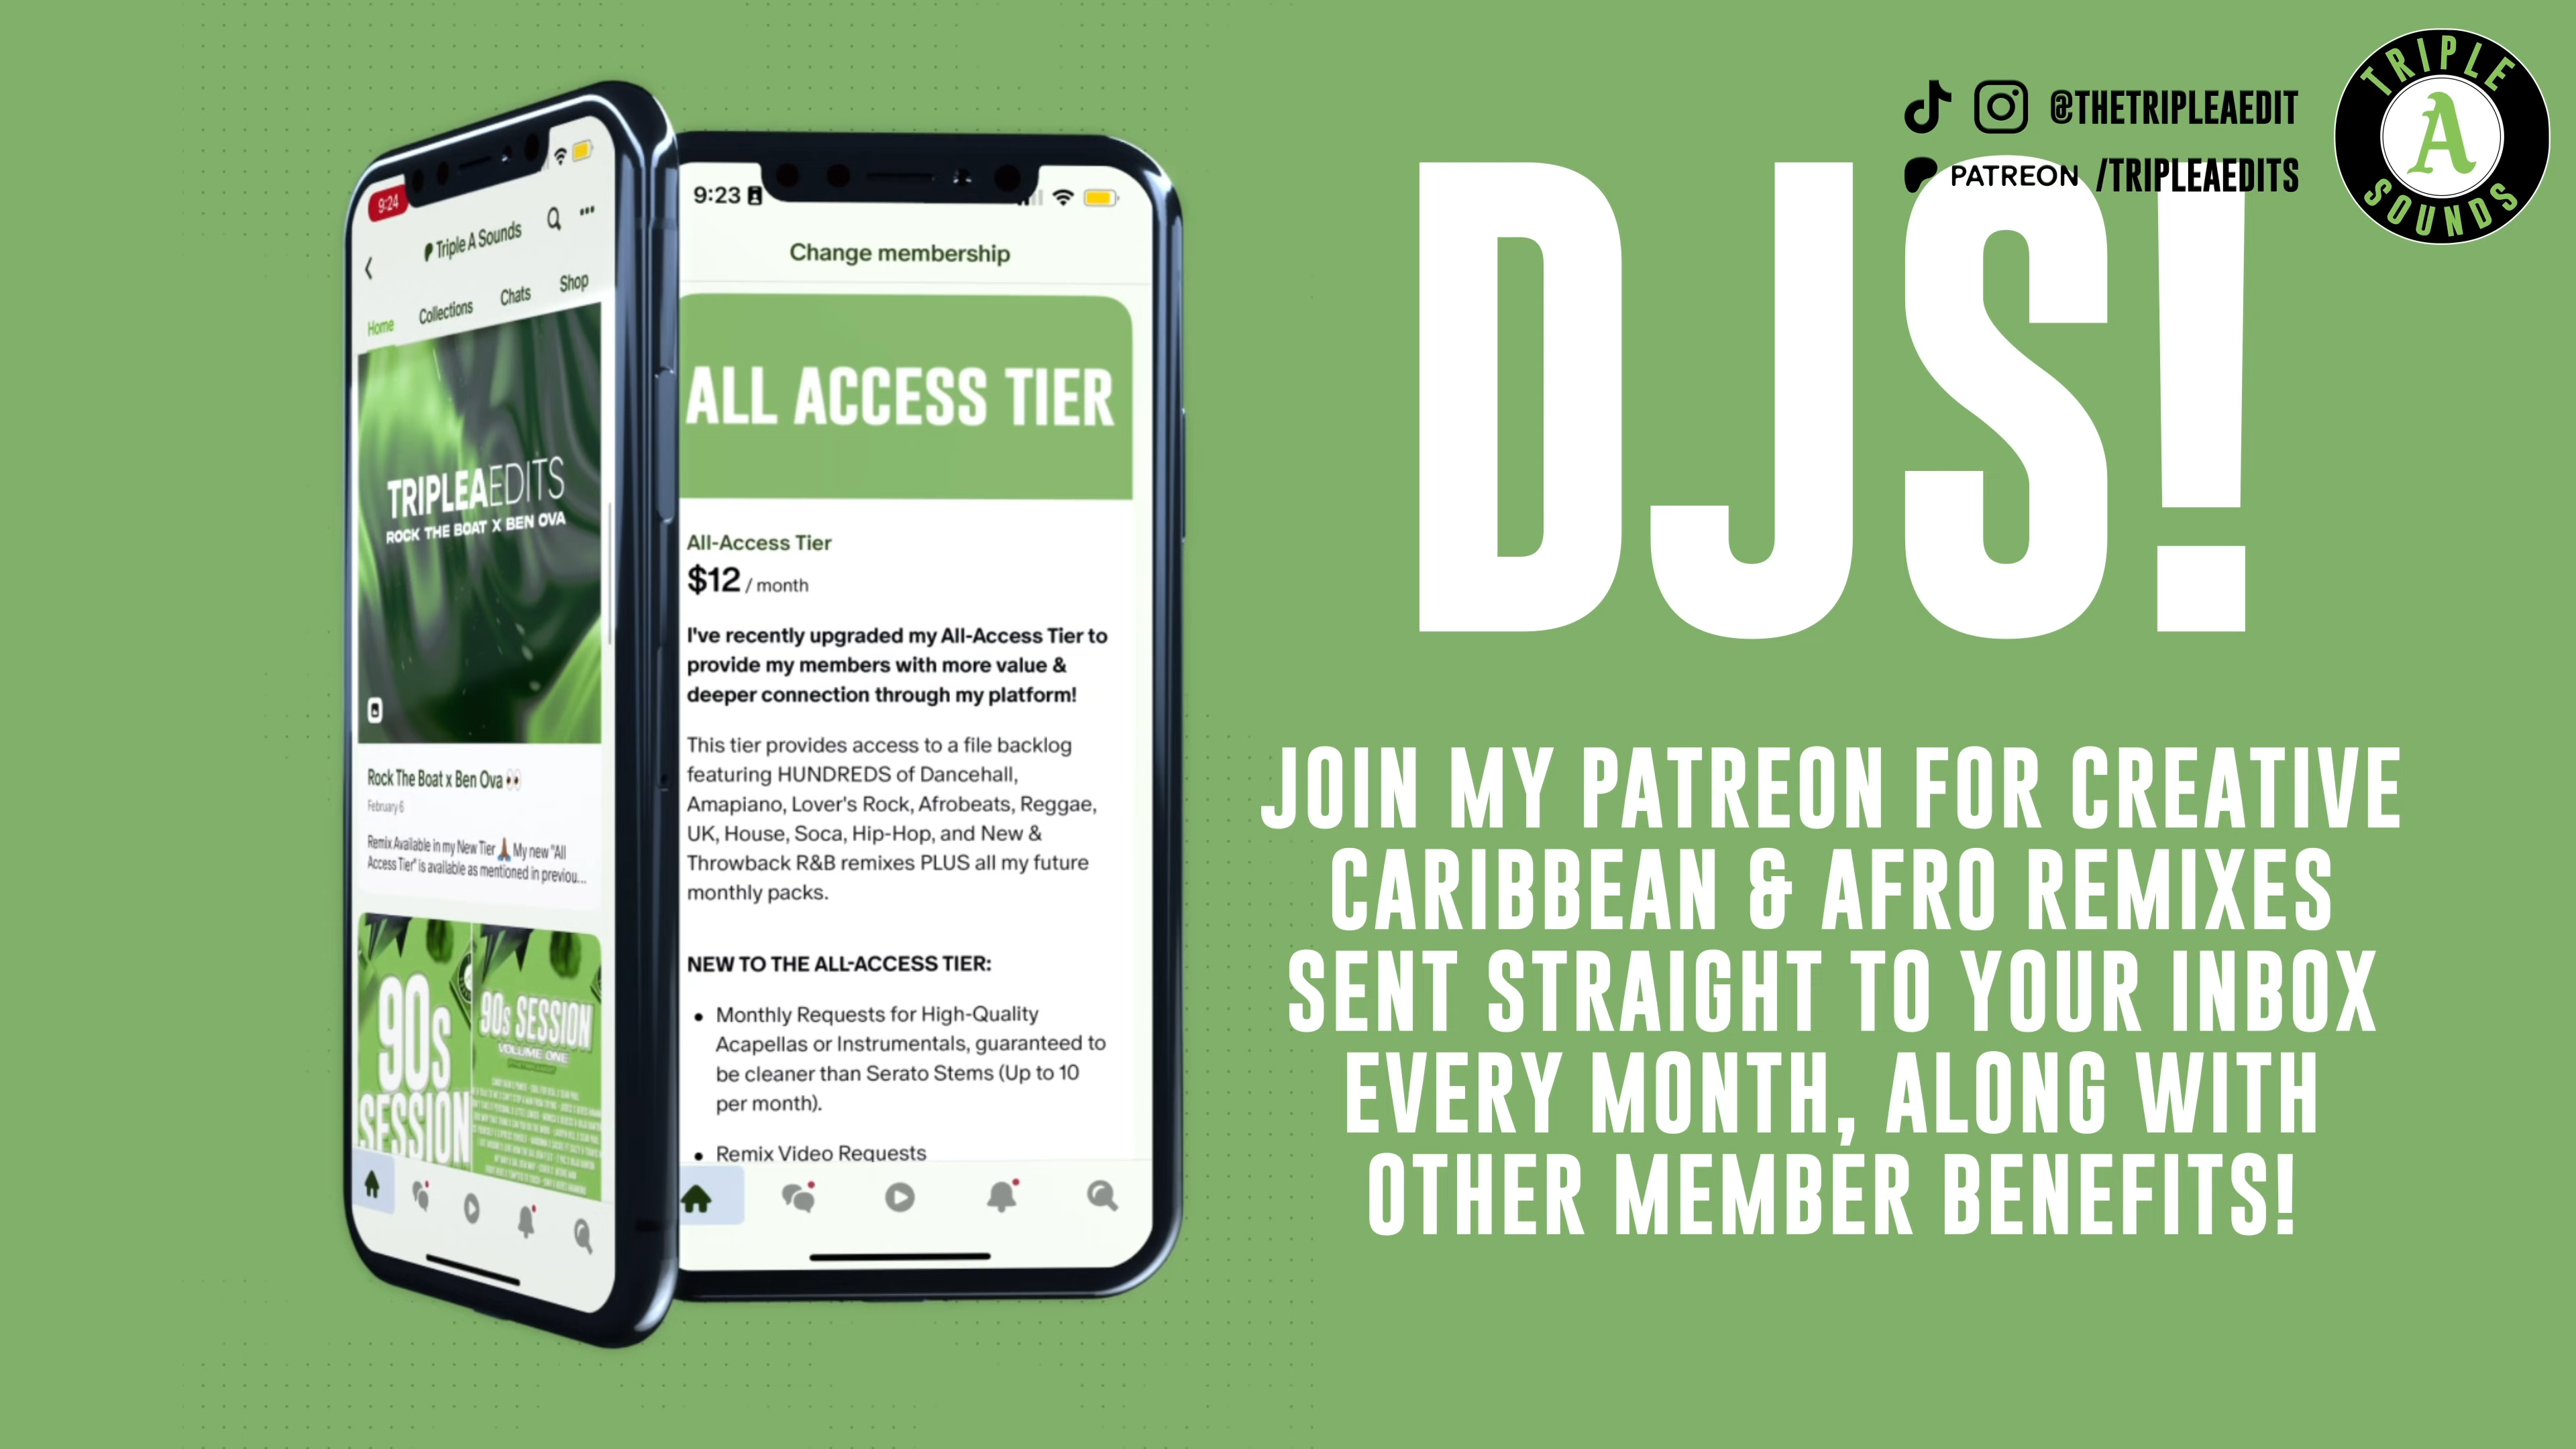 9:24
Triple A Sounds
Home Collections Chats Shop
TRIPLEAEDITS
ROCK THE BOAT X BEN OVA
Rock The Boat x Ben Ova 👀
February 6
Remix Available in my New Tier 🙏🏾 My new "All
Access Tier" is available as mentioned in previou...
90s
SESSION
90s SESSION
VOLUME ONE
9:23
Change membership
ALL ACCESS TIER
All-Access Tier
$12 / month
I've recently upgraded my All-Access Tier to
provide my members with more value &
deeper connection through my platform!
This tier provides access to a file backlog
featuring HUNDREDS of Dancehall,
Amapiano, Lover's Rock, Afrobeats, Reggae,
UK, House, Soca, Hip-Hop, and New &
Throwback R&B remixes PLUS all my future
monthly packs.
NEW TO THE ALL-ACCESS TIER:
• Monthly Requests for High-Quality
Acapellas or Instrumentals, guaranteed to
be cleaner than Serato Stems (Up to 10
per month).
• Remix Video Requests
@THETRIPLEAEDIT
PATREON /TRIPLEAEDITS
TRIPLE
A
SOUNDS
DJS!
JOIN MY PATREON FOR CREATIVE
CARIBBEAN & AFRO REMIXES
SENT STRAIGHT TO YOUR INBOX
EVERY MONTH, ALONG WITH
OTHER MEMBER BENEFITS!